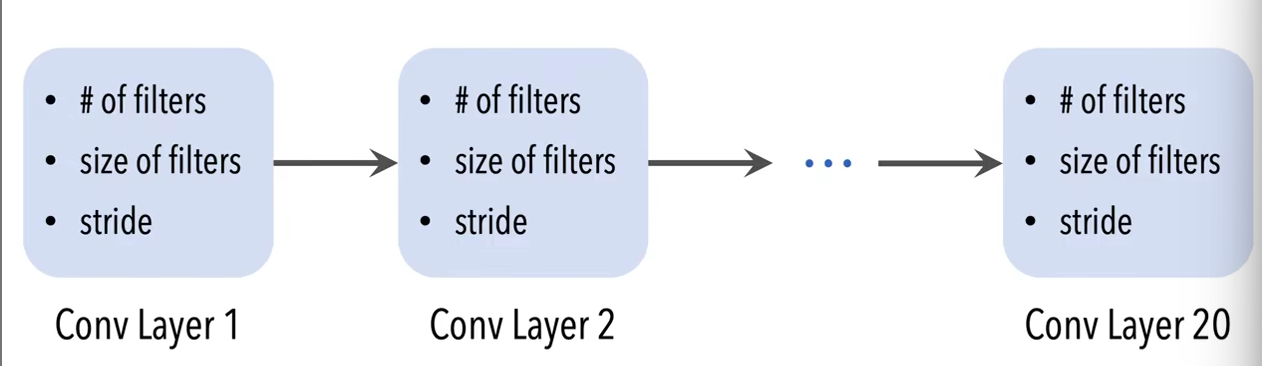 • # of filters
• size of filters
• stride
Conv Layer 1
• # of filters
• size of filters
• stride
Conv Layer 2
...
• # of filters
• size of filters
• stride
Conv Layer 20